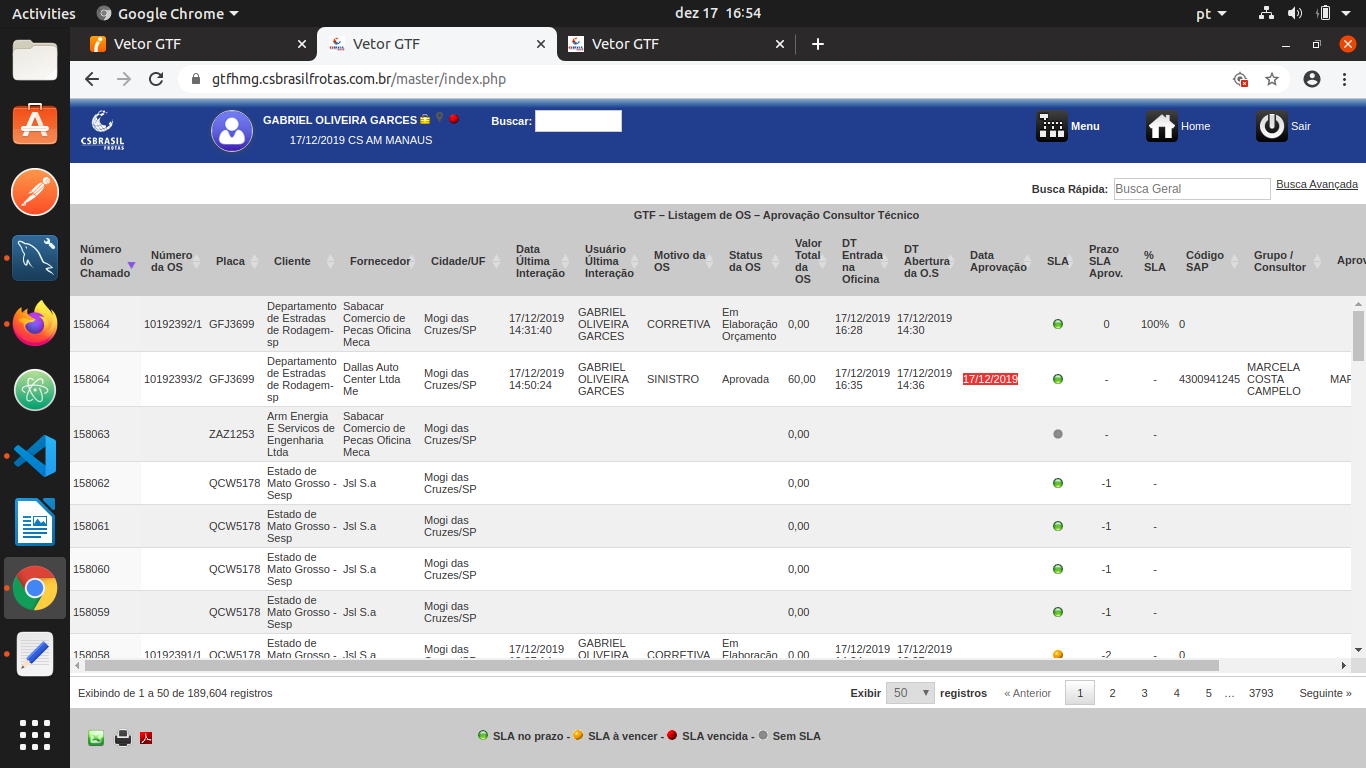 Activities Google Chrome dez 17 16:54 pt
Vetor GTF Vetor GTF Vetor GTF
gtfhmg.csbrasilfrotas.com.br/master/index.php
CSBRASIL
FROTAS
GABRIEL OLIVEIRA GARCES
17/12/2019 CS AM MANAUS
Buscar:
Menu Home Sair
Busca Rápida: Busca Geral Busca Avançada
GTF – Listagem de OS – Aprovação Consultor Técnico
Número do Chamado Número da OS Placa Cliente Fornecedor Cidade/UF Data Última Interação Usuário Última Interação Motivo da OS Status da OS Valor Total da OS DT Entrada na Oficina DT Abertura da O.S Data Aprovação SLA Prazo SLA Aprov. % SLA Código SAP Grupo / Consultor Aprov
158064 10192392/1 GFJ3699 Departamento de Estradas de Rodagem-sp Sabacar Comercio de Pecas Oficina Meca Mogi das Cruzes/SP 17/12/2019 14:31:40 GABRIEL OLIVEIRA GARCES CORRETIVA Em Elaboração Orçamento 0,00 17/12/2019 16:28 17/12/2019 14:30 0 100% 0
158064 10192393/2 GFJ3699 Departamento de Estradas de Rodagem-sp Dallas Auto Center Ltda Me Mogi das Cruzes/SP 17/12/2019 14:50:24 GABRIEL OLIVEIRA GARCES SINISTRO Aprovada 60,00 17/12/2019 16:35 17/12/2019 14:36 17/12/2019 - - 4300941245 MARCELA COSTA CAMPELO
158063 ZAZ1253 Arm Energia E Servicos de Engenharia Ltda Sabacar Comercio de Pecas Oficina Meca Mogi das Cruzes/SP 0,00 - -
158062 QCW5178 Estado de Mato Grosso - Sesp Jsl S.a Mogi das Cruzes/SP 0,00 -1 -
158061 QCW5178 Estado de Mato Grosso - Sesp Jsl S.a Mogi das Cruzes/SP 0,00 -1 -
158060 QCW5178 Estado de Mato Grosso - Sesp Jsl S.a Mogi das Cruzes/SP 0,00 -1 -
158059 QCW5178 Estado de Mato Grosso - Sesp Jsl S.a Mogi das Cruzes/SP 0,00 -1 -
158058 10192391/1 QCW5178 Estado de Mato Grosso - Jsl S.a Mogi das 17/12/2019 GABRIEL OLIVEIRA CORRETIVA Em Elaboração 0,00 17/12/2019 17/12/2019 -2 - 0
Exibindo de 1 a 50 de 189,604 registros Exibir 50 registros « Anterior 1 2 3 4 5 … 3793 Seguinte »
SLA no prazo - SLA à vencer - SLA vencida - Sem SLA